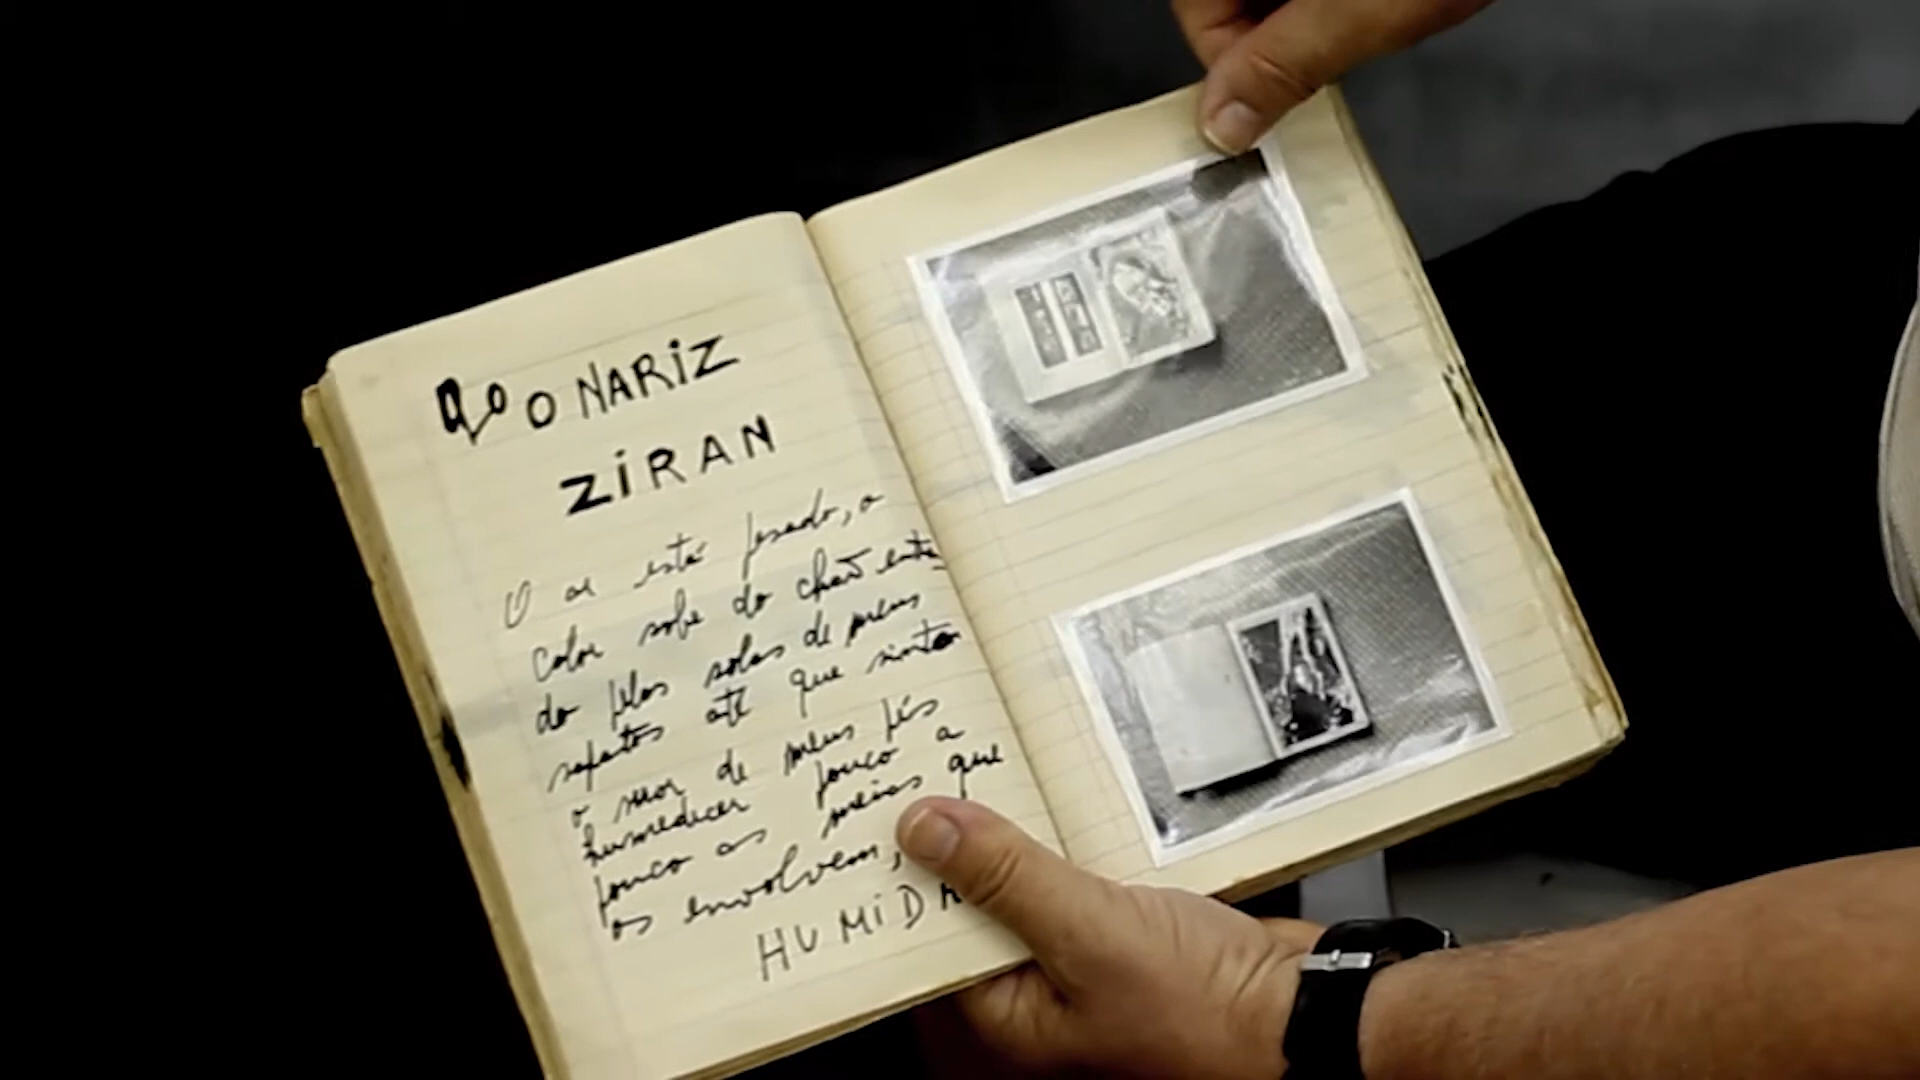 O NARIZ
ZiRAN
O ar está pesado, o
calor sobe do chão entran
do pelas solas de meus
sapatos até que sinto
o suor de meus pés
humedecer pouco a
pouco as meias que
os envolvem,
HUMiD